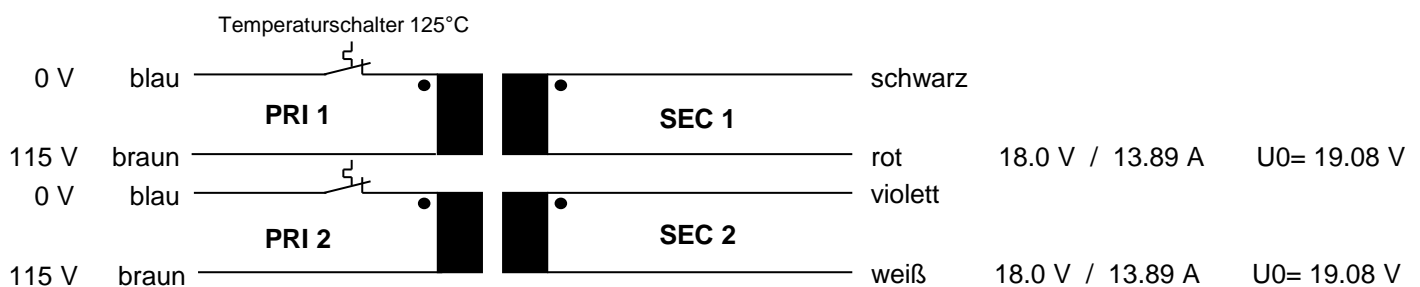 Temperaturschalter 125°C
0 V blau schwarz
PRI 1 SEC 1
115 V braun rot 18.0 V / 13.89 A U0= 19.08 V
0 V blau violett
PRI 2 SEC 2
115 V braun weiß 18.0 V / 13.89 A U0= 19.08 V